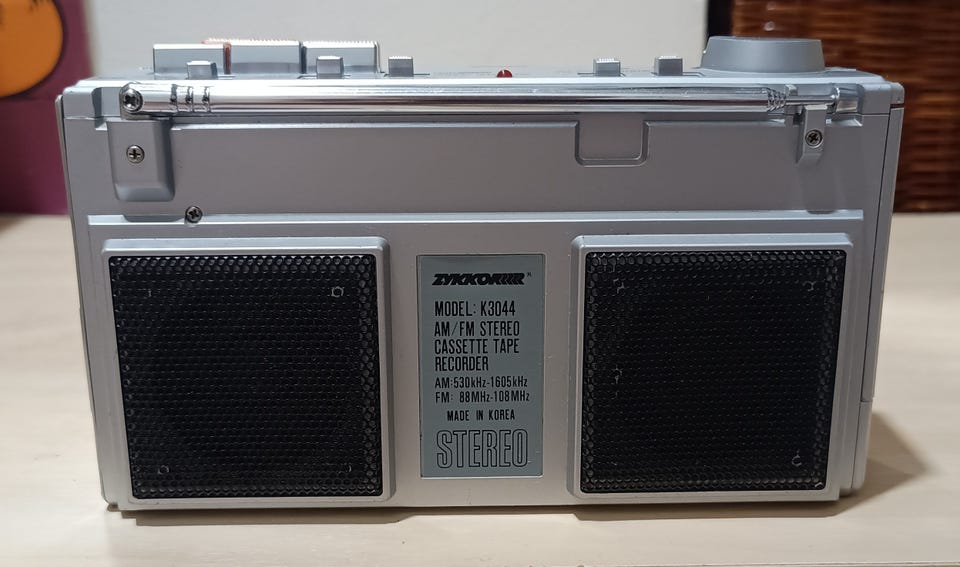 ZYKKOR
MODEL: K3044
AM/FM STEREO
CASSETTE TAPE
RECORDER
AM:530kHz-1605kHz
FM: 88MHz-108MHz
MADE IN KOREA
STEREO